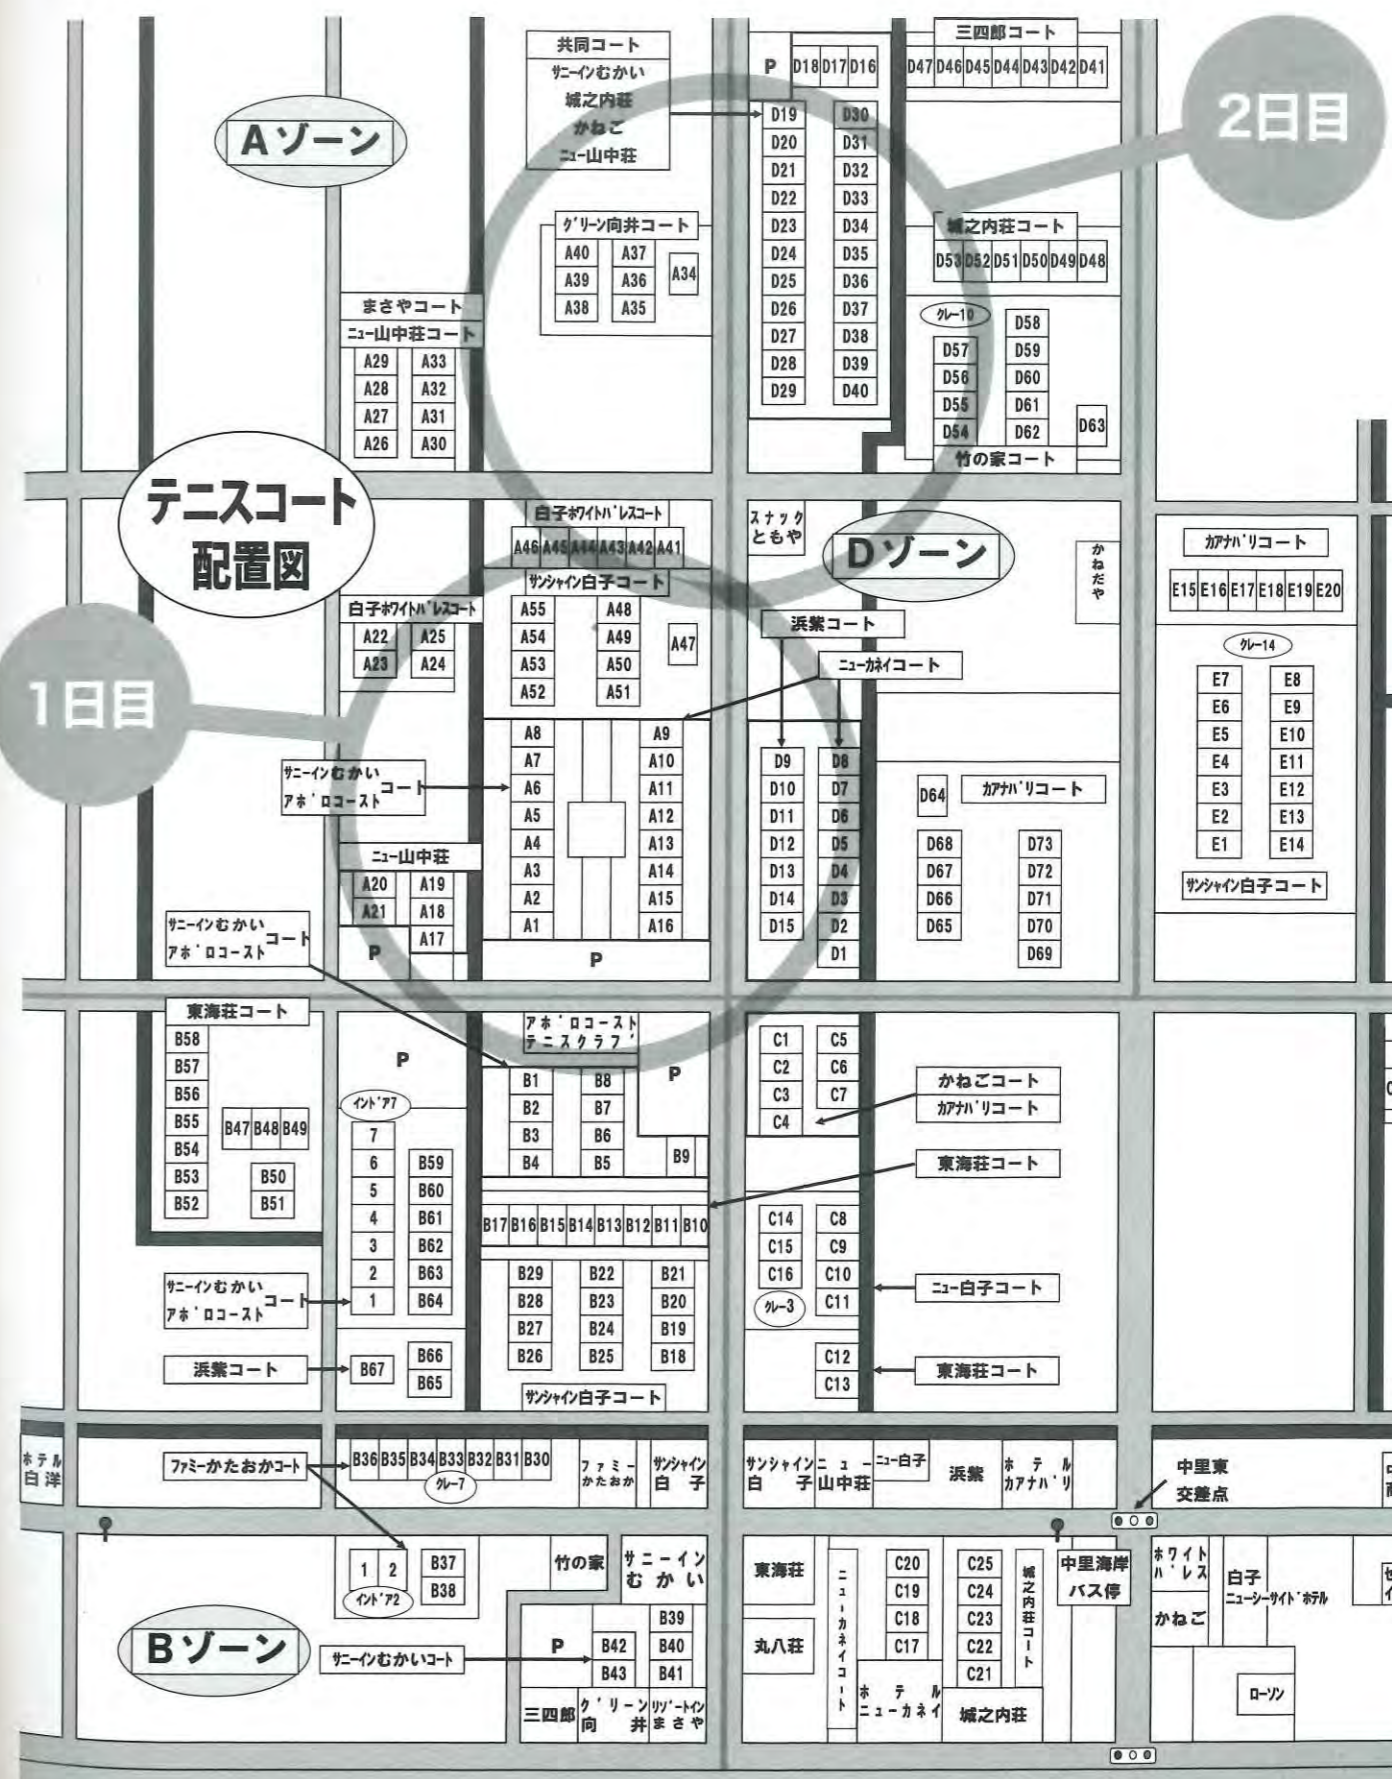 共同コート
サニーインむかい
城之内荘
かねご
ニュー山中荘
P
D18 D17 D16
三四郎コート
D47 D46 D45 D44 D43 D42 D41
2日目
Aゾーン
D19 D30
D20 D31
D21 D32
D22 D33
D23 D34
D24 D35
D25 D36
D26 D37
D27 D38
D28 D39
D29 D40
グリーン向井コート
A40 A37
A39 A36
A38 A35
A34
城之内荘コート
D53 D52 D51 D50 D49 D48
クレー10
D57
D56
D55
D54
D58
D59
D60
D61
D62
D63
竹の家コート
まさやコート
ニュー山中荘コート
A29 A33
A28 A32
A27 A31
A26 A30
テニスコート
配置図
白子ホワイトパレスコート
A46 A45 A44 A43 A42 A41
サンシャイン白子コート
A55 A48
A54 A49
A53 A50
A52 A51
A47
スナック
ともや
Dゾーン
かねだや
カアナパリコート
E15 E16 E17 E18 E19 E20
クレー14
E7 E8
E6 E9
E5 E10
E4 E11
E3 E12
E2 E13
E1 E14
サンシャイン白子コート
白子ホワイトパレスコート
A22 A25
A23 A24
1日目
浜紫コート
ニューカネイコート
サニーインむかい
アポロコースト
コート
A8 A9
A7 A10
A6 A11
A5 A12
A4 A13
A3 A14
A2 A15
A1 A16
P
D9 D8
D10 D7
D11 D6
D12 D5
D13 D4
D14 D3
D15 D2
D1
D64
カアナパリコート
D68 D73
D67 D72
D66 D71
D65 D70
D69
ニュー山中荘
A20 A19
A21 A18
A17
P
サニーインむかい
アポロコースト
コート
東海荘コート
B58
B57
B56
B55
B54
B53
B52
B47 B48 B49
B50
B51
P
インドア7
7
6
5
4
3
2
1
B59
B60
B61
B62
B63
B64
アポロコースト
テニスクラブ
B1 B8
B2 B7
B3 B6
B4 B5
P
B9
C1 C5
C2 C6
C3 C7
C4
かねごコート
カアナパリコート
東海荘コート
B17 B16 B15 B14 B13 B12 B11 B10
C14 C8
C15 C9
C16 C10
C11
クレー3
ニュー白子コート
B29 B22 B21
B28 B23 B20
B27 B24 B19
B26 B25 B18
サンシャイン白子コート
C12
C13
東海荘コート
サニーインむかい
アポロコースト
コート
浜紫コート
B67
B66
B65
ホテル
白洋
ファミーかたおかコート
B36 B35 B34 B33 B32 B31 B30
クレー7
ファミー
かたおか
サンシャイン
白子
サンシャイン
白子
ニュー
山中荘
ニュー白子
浜紫
ホテル
カアナパリ
中里東
交差点
1 2
インドア2
B37
B38
竹の家
サニーイン
むかい
東海荘
丸八荘
ニューカネイコート
C20 C25
C19 C24
C18 C23
C17 C22
C21
城之内荘コート
中里海岸
バス停
ホワイト
パレス
かねご
白子
ニューシーサイドホテル
ローソン
Bゾーン
サニーインむかいコート
P
B42
B43
B39
B40
B41
三四郎
グリーン
向井
リゾートイン
まさや
ホテル
ニューカネイ
城之内荘